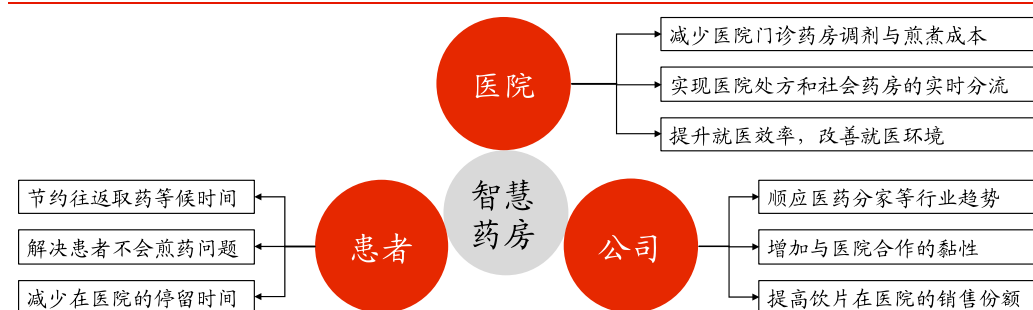 医院
减少医院门诊药房调剂与煎煮成本
实现医院处方和社会药房的实时分流
提升就医效率，改善就医环境
智慧
药房
患者
节约往返取药等候时间
解决患者不会煎药问题
减少在医院的停留时间
公司
顺应医药分家等行业趋势
增加与医院合作的黏性
提高饮片在医院的销售份额